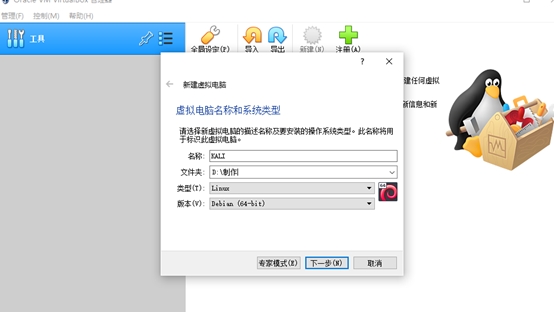 Oracle VM VirtualBox 管理器
管理(F) 控制(M) 帮助(H)
工具
全局设定(P) 导入 导出 新建(N) 注册(A)
? ×
新建虚拟电脑
建任何虚拟
新信息和新
虚拟电脑名称和系统类型
请选择新虚拟电脑的描述名称及要安装的操作系统类型。此名称将用
于标识此虚拟电脑。
名称: KALI
文件夹: D:\制作
类型(T): Linux
64
版本(V): Debian (64-bit)
专家模式(E) 下一步(N) 取消